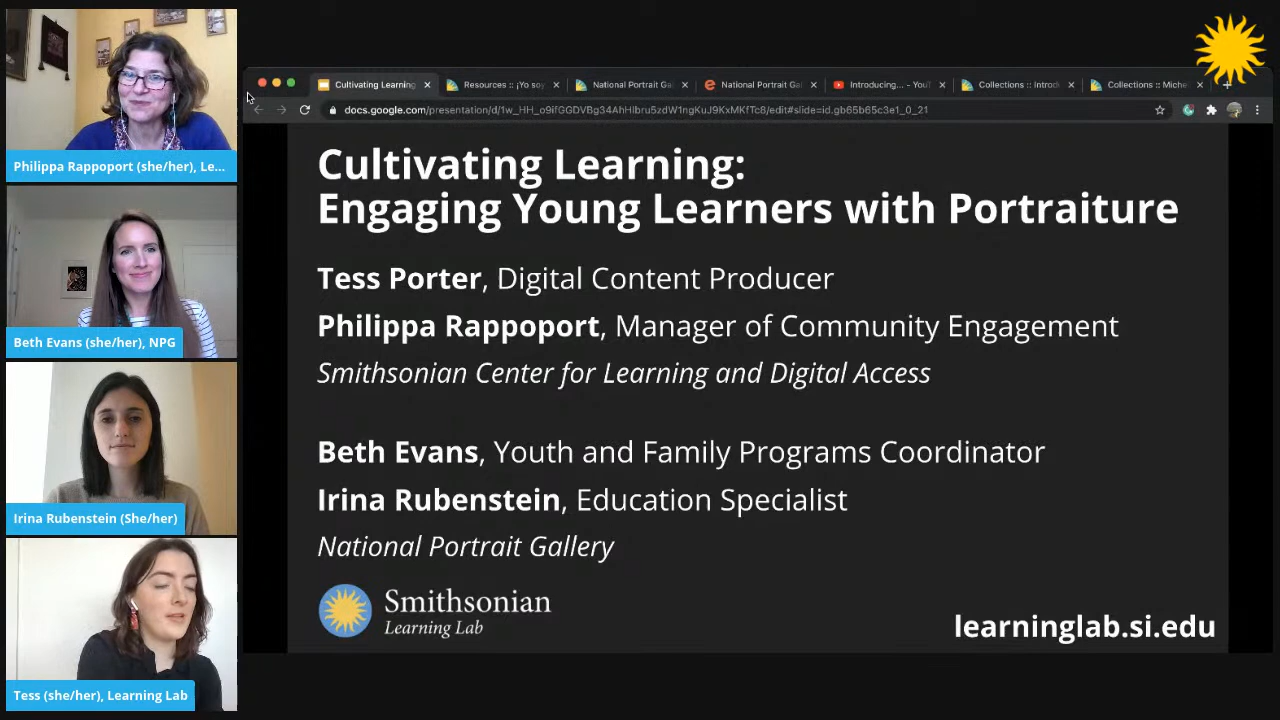 Philippa Rappoport (she/her), Le...
Beth Evans (she/her), NPG
Irina Rubenstein (She/her)
Tess (she/her), Learning Lab
Cultivating Learning
Resources :: ¡Yo soy
National Portrait Gal
National Portrait Gal
Introducing... - YouT
Collections :: Introd
Collections :: Miche
docs.google.com/presentation/d/1w_HH_o9ifGGDVBg34AhHIbru5zdW1ngKuJ9KxMKfTc8/edit#slide=id.gb65b65c3e1_0_21
Cultivating Learning:
Engaging Young Learners with Portraiture
Tess Porter, Digital Content Producer
Philippa Rappoport, Manager of Community Engagement
Smithsonian Center for Learning and Digital Access
Beth Evans, Youth and Family Programs Coordinator
Irina Rubenstein, Education Specialist
National Portrait Gallery
Smithsonian
Learning Lab
learninglab.si.edu